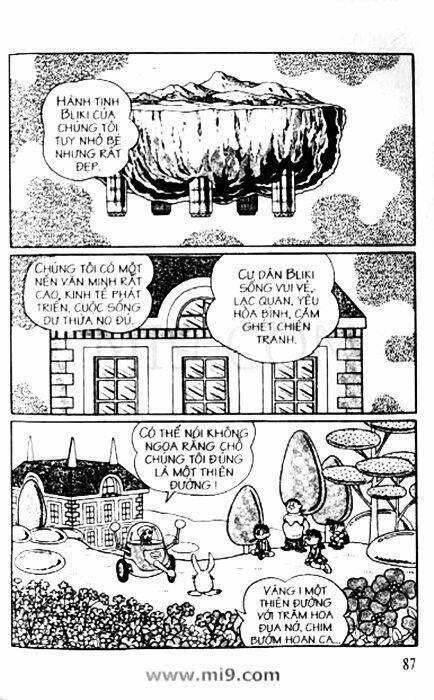 HÀNH TINH
BLIKI CỦA
CHÚNG TÔI
TUY NHỎ BÉ
NHƯNG RẤT
ĐẸP.
CHÚNG TÔI CÓ MỘT
NỀN VĂN MINH RẤT
CAO, KINH TẾ PHÁT
TRIỂN, CUỘC SỐNG
DƯ THỪA NO ĐỦ.
CƯ DÂN BLIKI
SỐNG VUI VẺ,
LẠC QUAN, YÊU
HÒA BÌNH, CĂM
GHÉT CHIẾN
TRANH.
CÓ THỂ NÓI KHÔNG
NGOA RẰNG CHỖ
CHÚNG TÔI ĐÚNG
LÀ MỘT THIÊN
ĐƯỜNG!
VÂNG! MỘT
THIÊN ĐƯỜNG
VỚI TRĂM HOA
ĐUA NỞ, CHIM
BƯỚM HOAN CA...
87
www.mi9.com